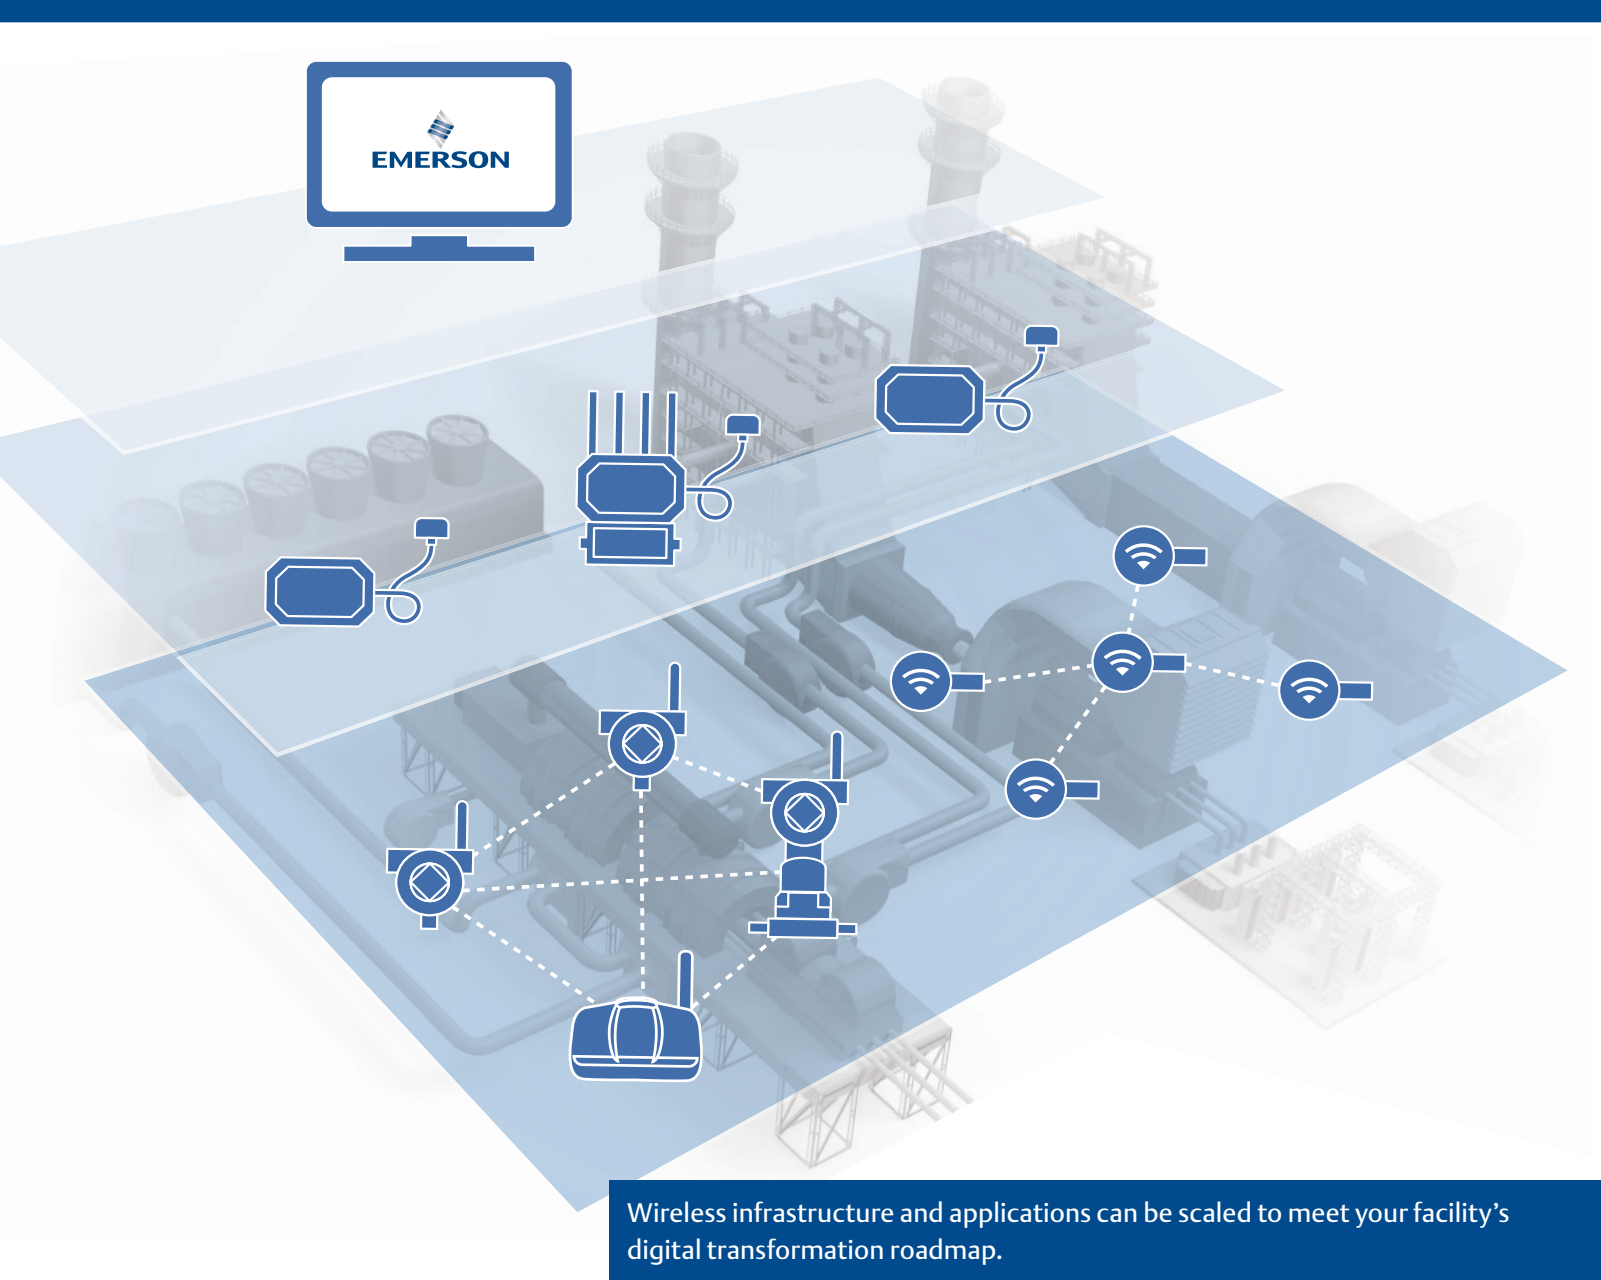 EMERSON
Wireless infrastructure and applications can be scaled to meet your facility’s
digital transformation roadmap.